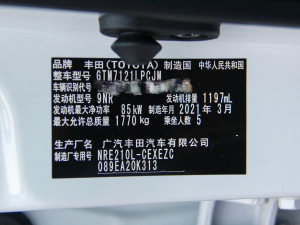 品牌 丰田(TOYOTA) 制造国 中华人民共和国
整车型号 GTM7121LPCJM
车辆识别
发动机型号 9NR 发动机排量 1197mL
发动机最大净功率 85kW 制造年月 2021年3月
最大允许总质量 1770 kg 乘坐人数 5
生产厂名 广汽丰田汽车有限公司
制造厂专用号 NRE210L-CEXEZC
089EA20K313